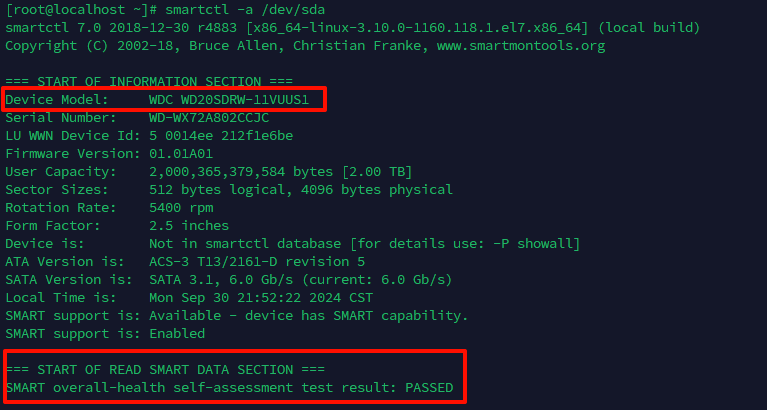 [root@localhost ~]# smartctl -a /dev/sda
smartctl 7.0 2018-12-30 r4883 [x86_64-linux-3.10.0-1160.118.1.el7.x86_64] (local build)
Copyright (C) 2002-18, Bruce Allen, Christian Franke, www.smartmontools.org
=== START OF INFORMATION SECTION ===
Device Model:     WDC WD20SDRW-11VUUS1
Serial Number:    WD-WX72A802CCJC
LU WWN Device Id: 5 0014ee 212f1e6be
Firmware Version: 01.01A01
User Capacity:    2,000,365,379,584 bytes [2.00 TB]
Sector Sizes:     512 bytes logical, 4096 bytes physical
Rotation Rate:    5400 rpm
Form Factor:      2.5 inches
Device is:        Not in smartctl database [for details use: -P showall]
ATA Version is:   ACS-3 T13/2161-D revision 5
SATA Version is:  SATA 3.1, 6.0 Gb/s (current: 6.0 Gb/s)
Local Time is:    Mon Sep 30 21:52:22 2024 CST
SMART support is: Available - device has SMART capability.
SMART support is: Enabled
=== START OF READ SMART DATA SECTION ===
SMART overall-health self-assessment test result: PASSED